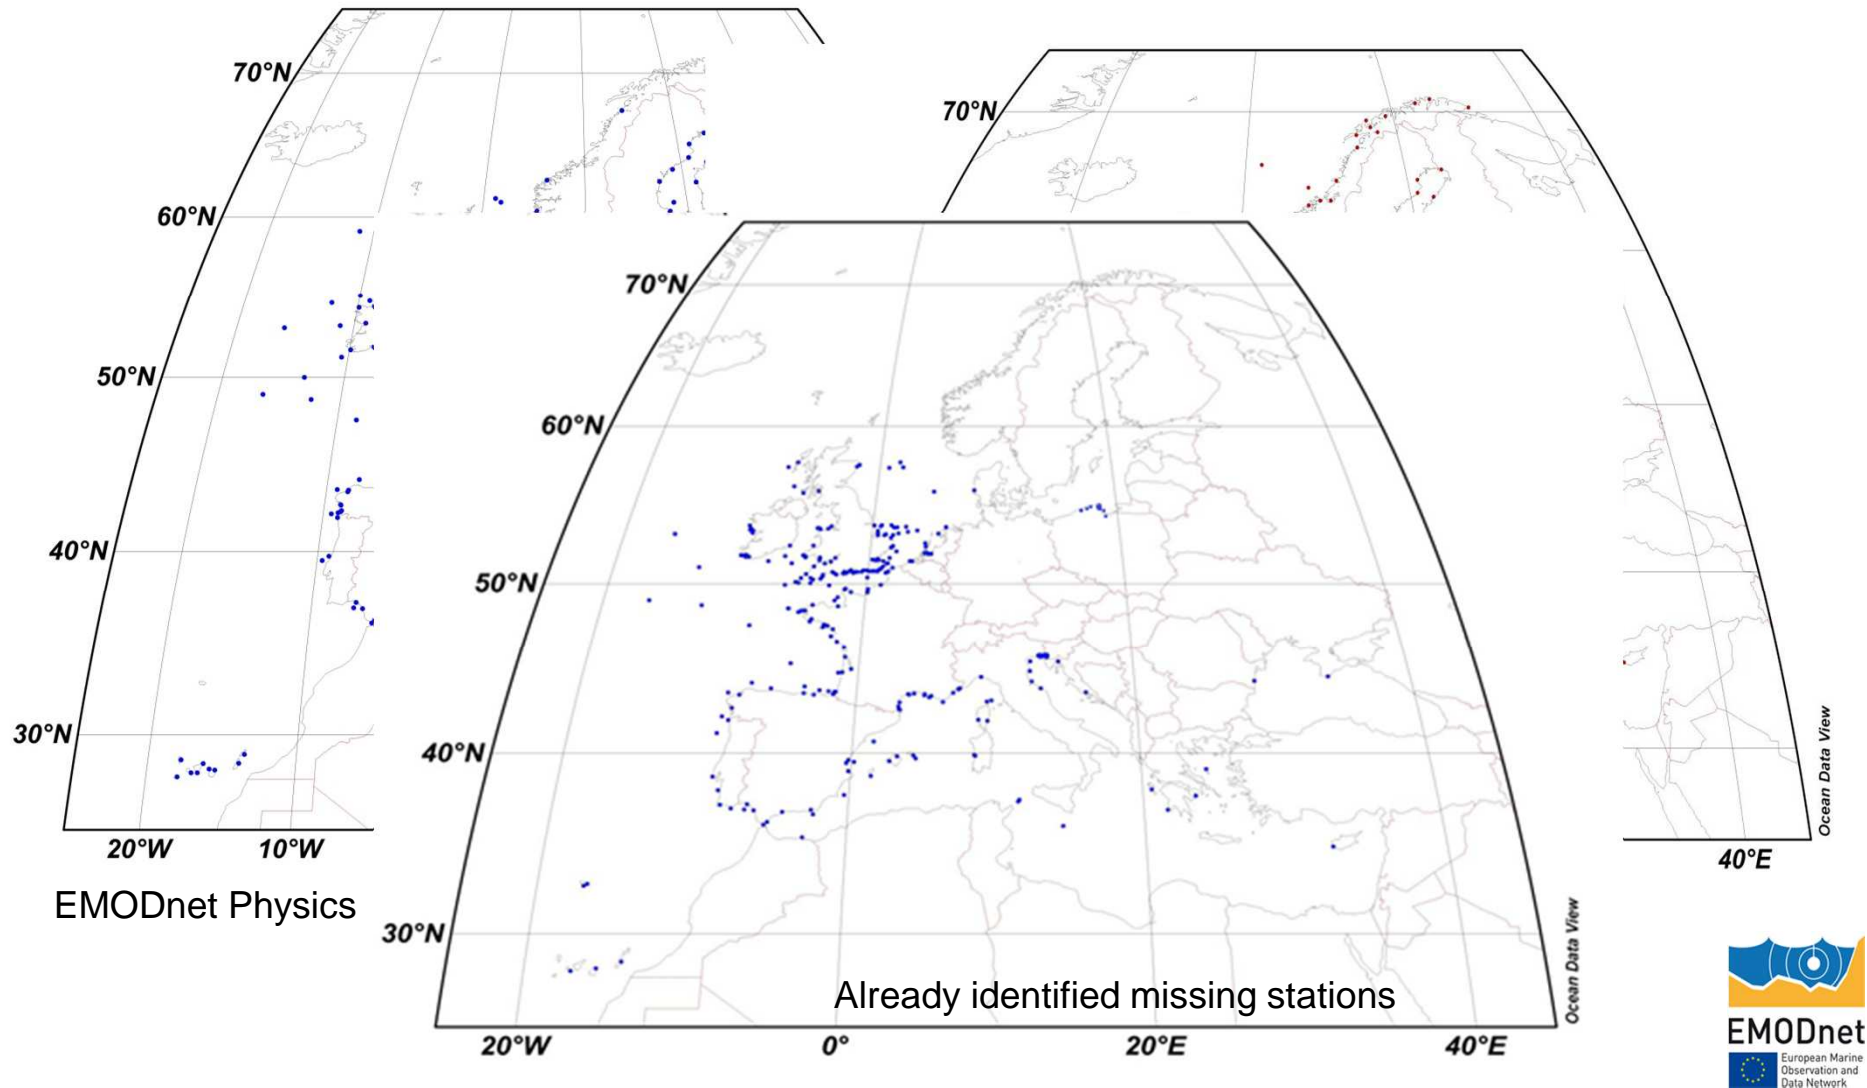 70°N
60°N
50°N
40°N
30°N
20°W
10°W
EMODnet Physics
70°N
40°E
Ocean Data View
70°N
60°N
50°N
40°N
30°N
20°W
0°
20°E
40°E
Ocean Data View
Already identified missing stations
EMODnet
European Marine
Observation and
Data Network